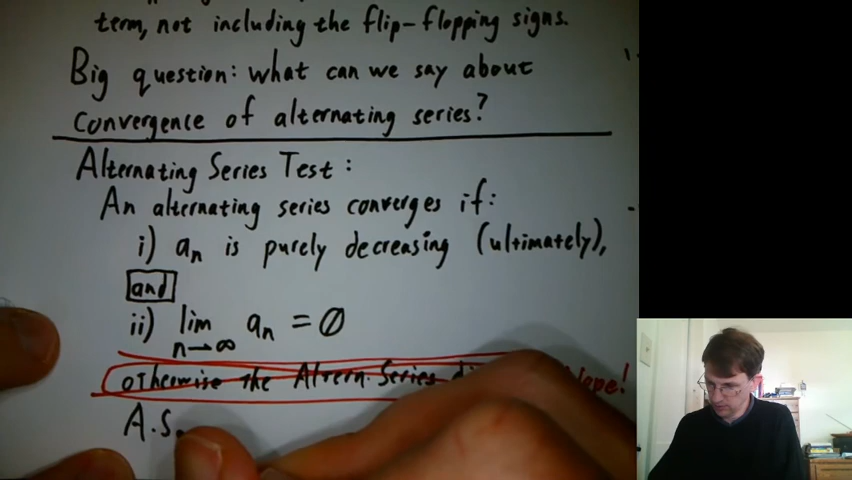 term, not including the flip-flopping signs.
Big question: what can we say about
convergence of alternating series?
Alternating Series Test:
An alternating series converges if:
i) an is purely decreasing (ultimately),
and
ii) lim n→∞ an = 0
otherwise the Altern. Series Nope!
A.S.